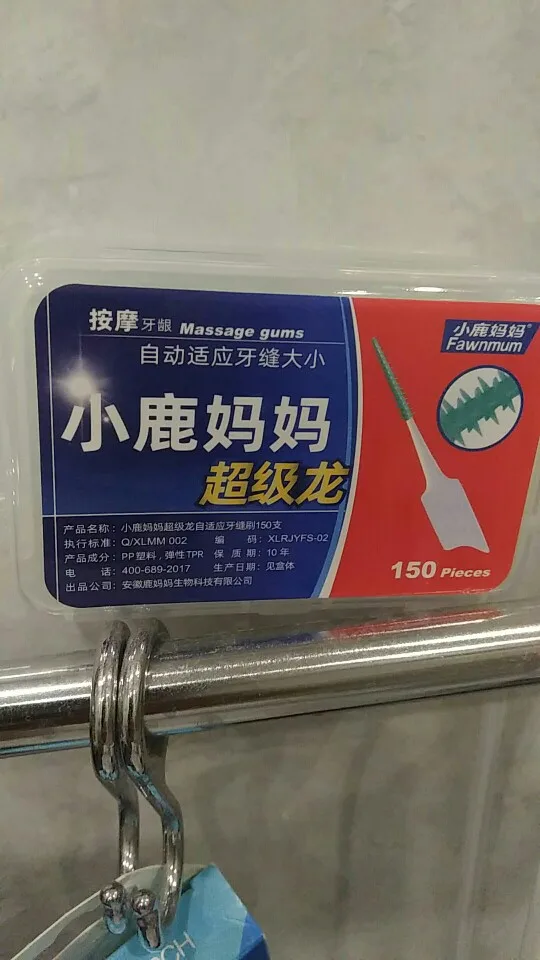 按摩牙龈 Massage gums
自动适应牙缝大小
小鹿妈妈
超级龙
产品名称：小鹿妈妈超级龙自适应牙缝刷150支
执行标准：Q/XLMM 002 编 码：XLRJYFS-02
产品成分：PP塑料，弹性TPR 保 质 期：10 年
电 话：400-689-2017 生产日期：见盒体
出品公司：安徽鹿妈妈生物科技有限公司
小鹿妈妈®
Fawnmum
150 Pieces